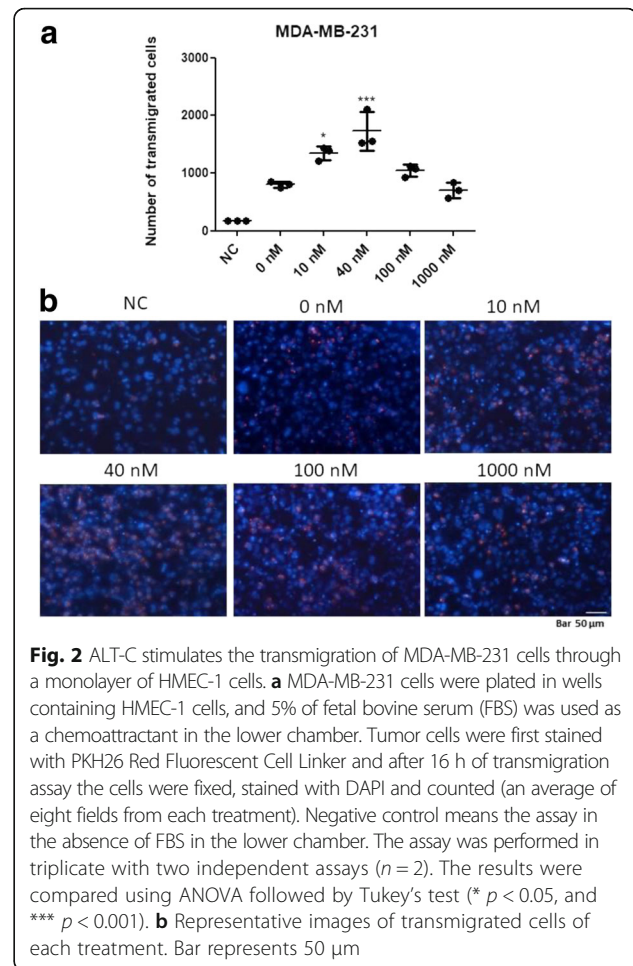 a
MDA-MB-231
Number of transmigrated cells
3000
2000
1000
0
*
***
NC
0 nM
10 nM
40 nM
100 nM
1000 nM
b
NC
0 nM
10 nM
40 nM
100 nM
1000 nM
Bar 50 µm
Fig. 2 ALT-C stimulates the transmigration of MDA-MB-231 cells through
a monolayer of HMEC-1 cells. a MDA-MB-231 cells were plated in wells
containing HMEC-1 cells, and 5% of fetal bovine serum (FBS) was used as
a chemoattractant in the lower chamber. Tumor cells were first stained
with PKH26 Red Fluorescent Cell Linker and after 16 h of transmigration
assay the cells were fixed, stained with DAPI and counted (an average of
eight fields from each treatment). Negative control means the assay in
the absence of FBS in the lower chamber. The assay was performed in
triplicate with two independent assays (n = 2). The results were
compared using ANOVA followed by Tukey's test (* p < 0.05, and
*** p < 0.001). b Representative images of transmigrated cells of
each treatment. Bar represents 50 µm